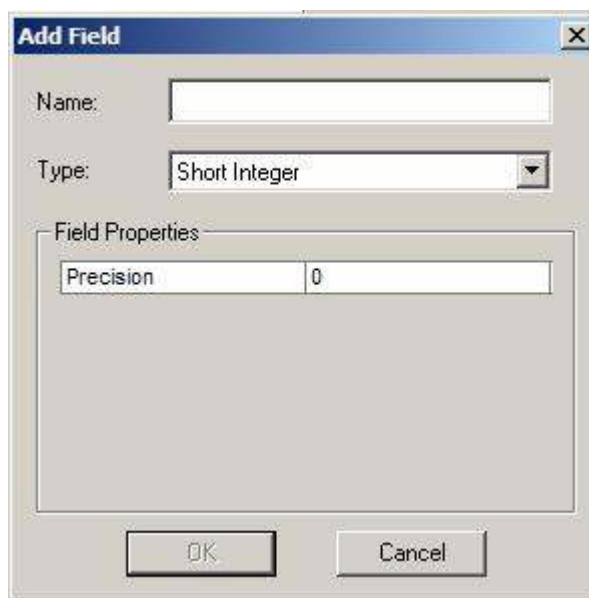 Add Field
Name:
Type: Short Integer
Field Properties
Precision 0
OK Cancel